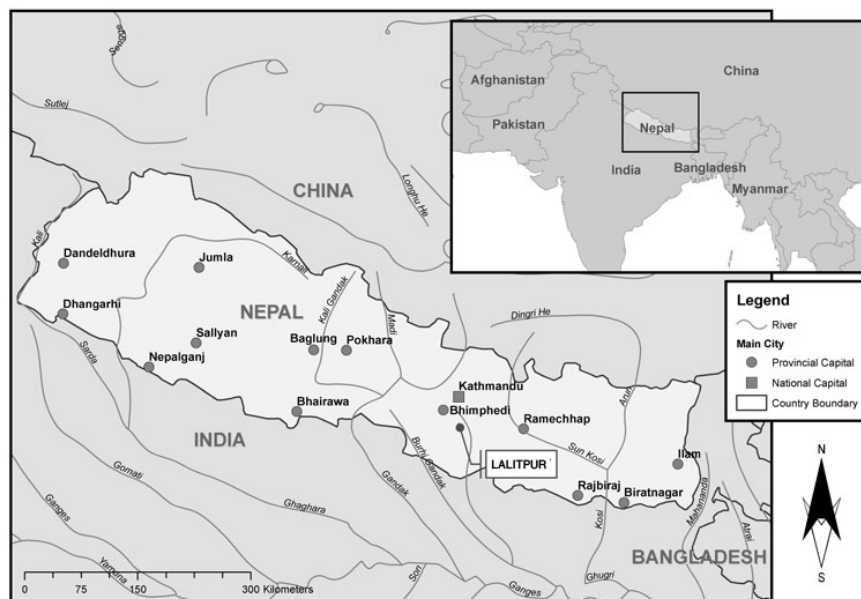 Sengg
Sutlej
CHINA
Longhu He
Kali
Dandeldhura
Jumla
Karnali
Dhangarhi
NEPAL
Kali Gandak
Madi
Dingri He
Sallyan
Baglung
Pokhara
Nepalganj
Sarda
Bhairawa
Kathmandu
Bhimphedi
Ramechhap
Arun
Sun Kosi
INDIA
Burhi Gandak
LALITPUR
Ilam
Gomati
Gandak
Rajbiraj
Biratnagar
Mahananda
Ghaghara
Kosi
Atrai
Ganges
Yamuna
Son
Ghugri
BANGLADESH
Ganges
0 75 150 300 Kilometers
Afghanistan
China
Pakistan
Nepal
India
Bangladesh
Myanmar
Legend
River
Main City
Provincial Capital
National Capital
Country Boundary
N
S